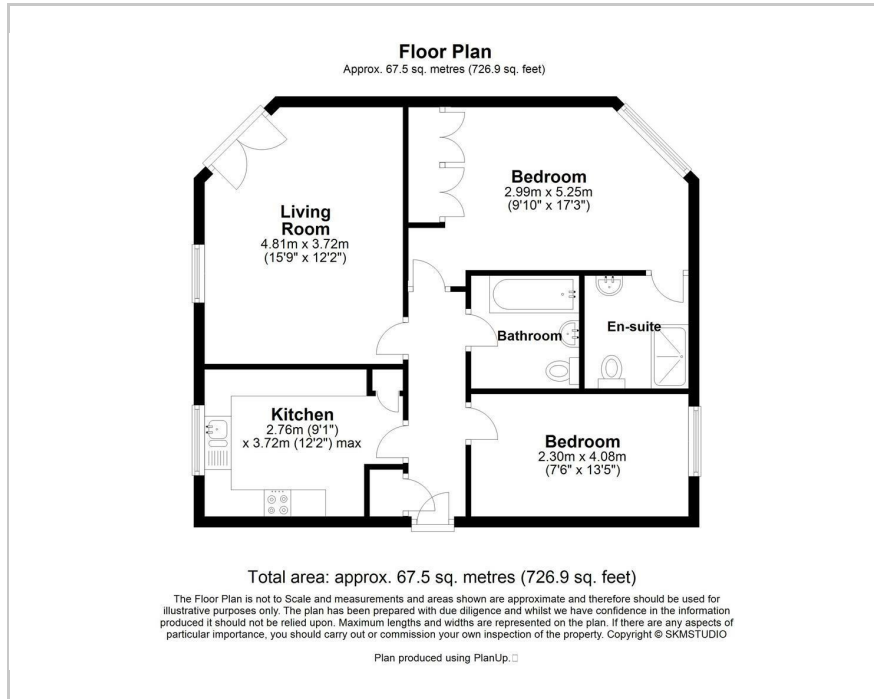 Floor Plan
Approx. 67.5 sq. metres (726.9 sq. feet)
Bedroom
2.99m x 5.25m
(9'10" x 17'3")
Living
Room
4.81m x 3.72m
(15'9" x 12'2")
Bathroom
En-suite
Kitchen
2.76m (9'1")
x 3.72m (12'2") max
Bedroom
2.30m x 4.08m
(7'6" x 13'5")
Total area: approx. 67.5 sq. metres (726.9 sq. feet)
The Floor Plan is not to Scale and measurements and areas shown are approximate and therefore should be used for
illustrative purposes only. The plan has been prepared with due diligence and whilst we have confidence in the information
produced it should not be relied upon. Maximum lengths and widths are represented on the plan. If there are any aspects of
particular importance, you should carry out or commission your own inspection of the property. Copyright © SKMSTUDIO
Plan produced using PlanUp.